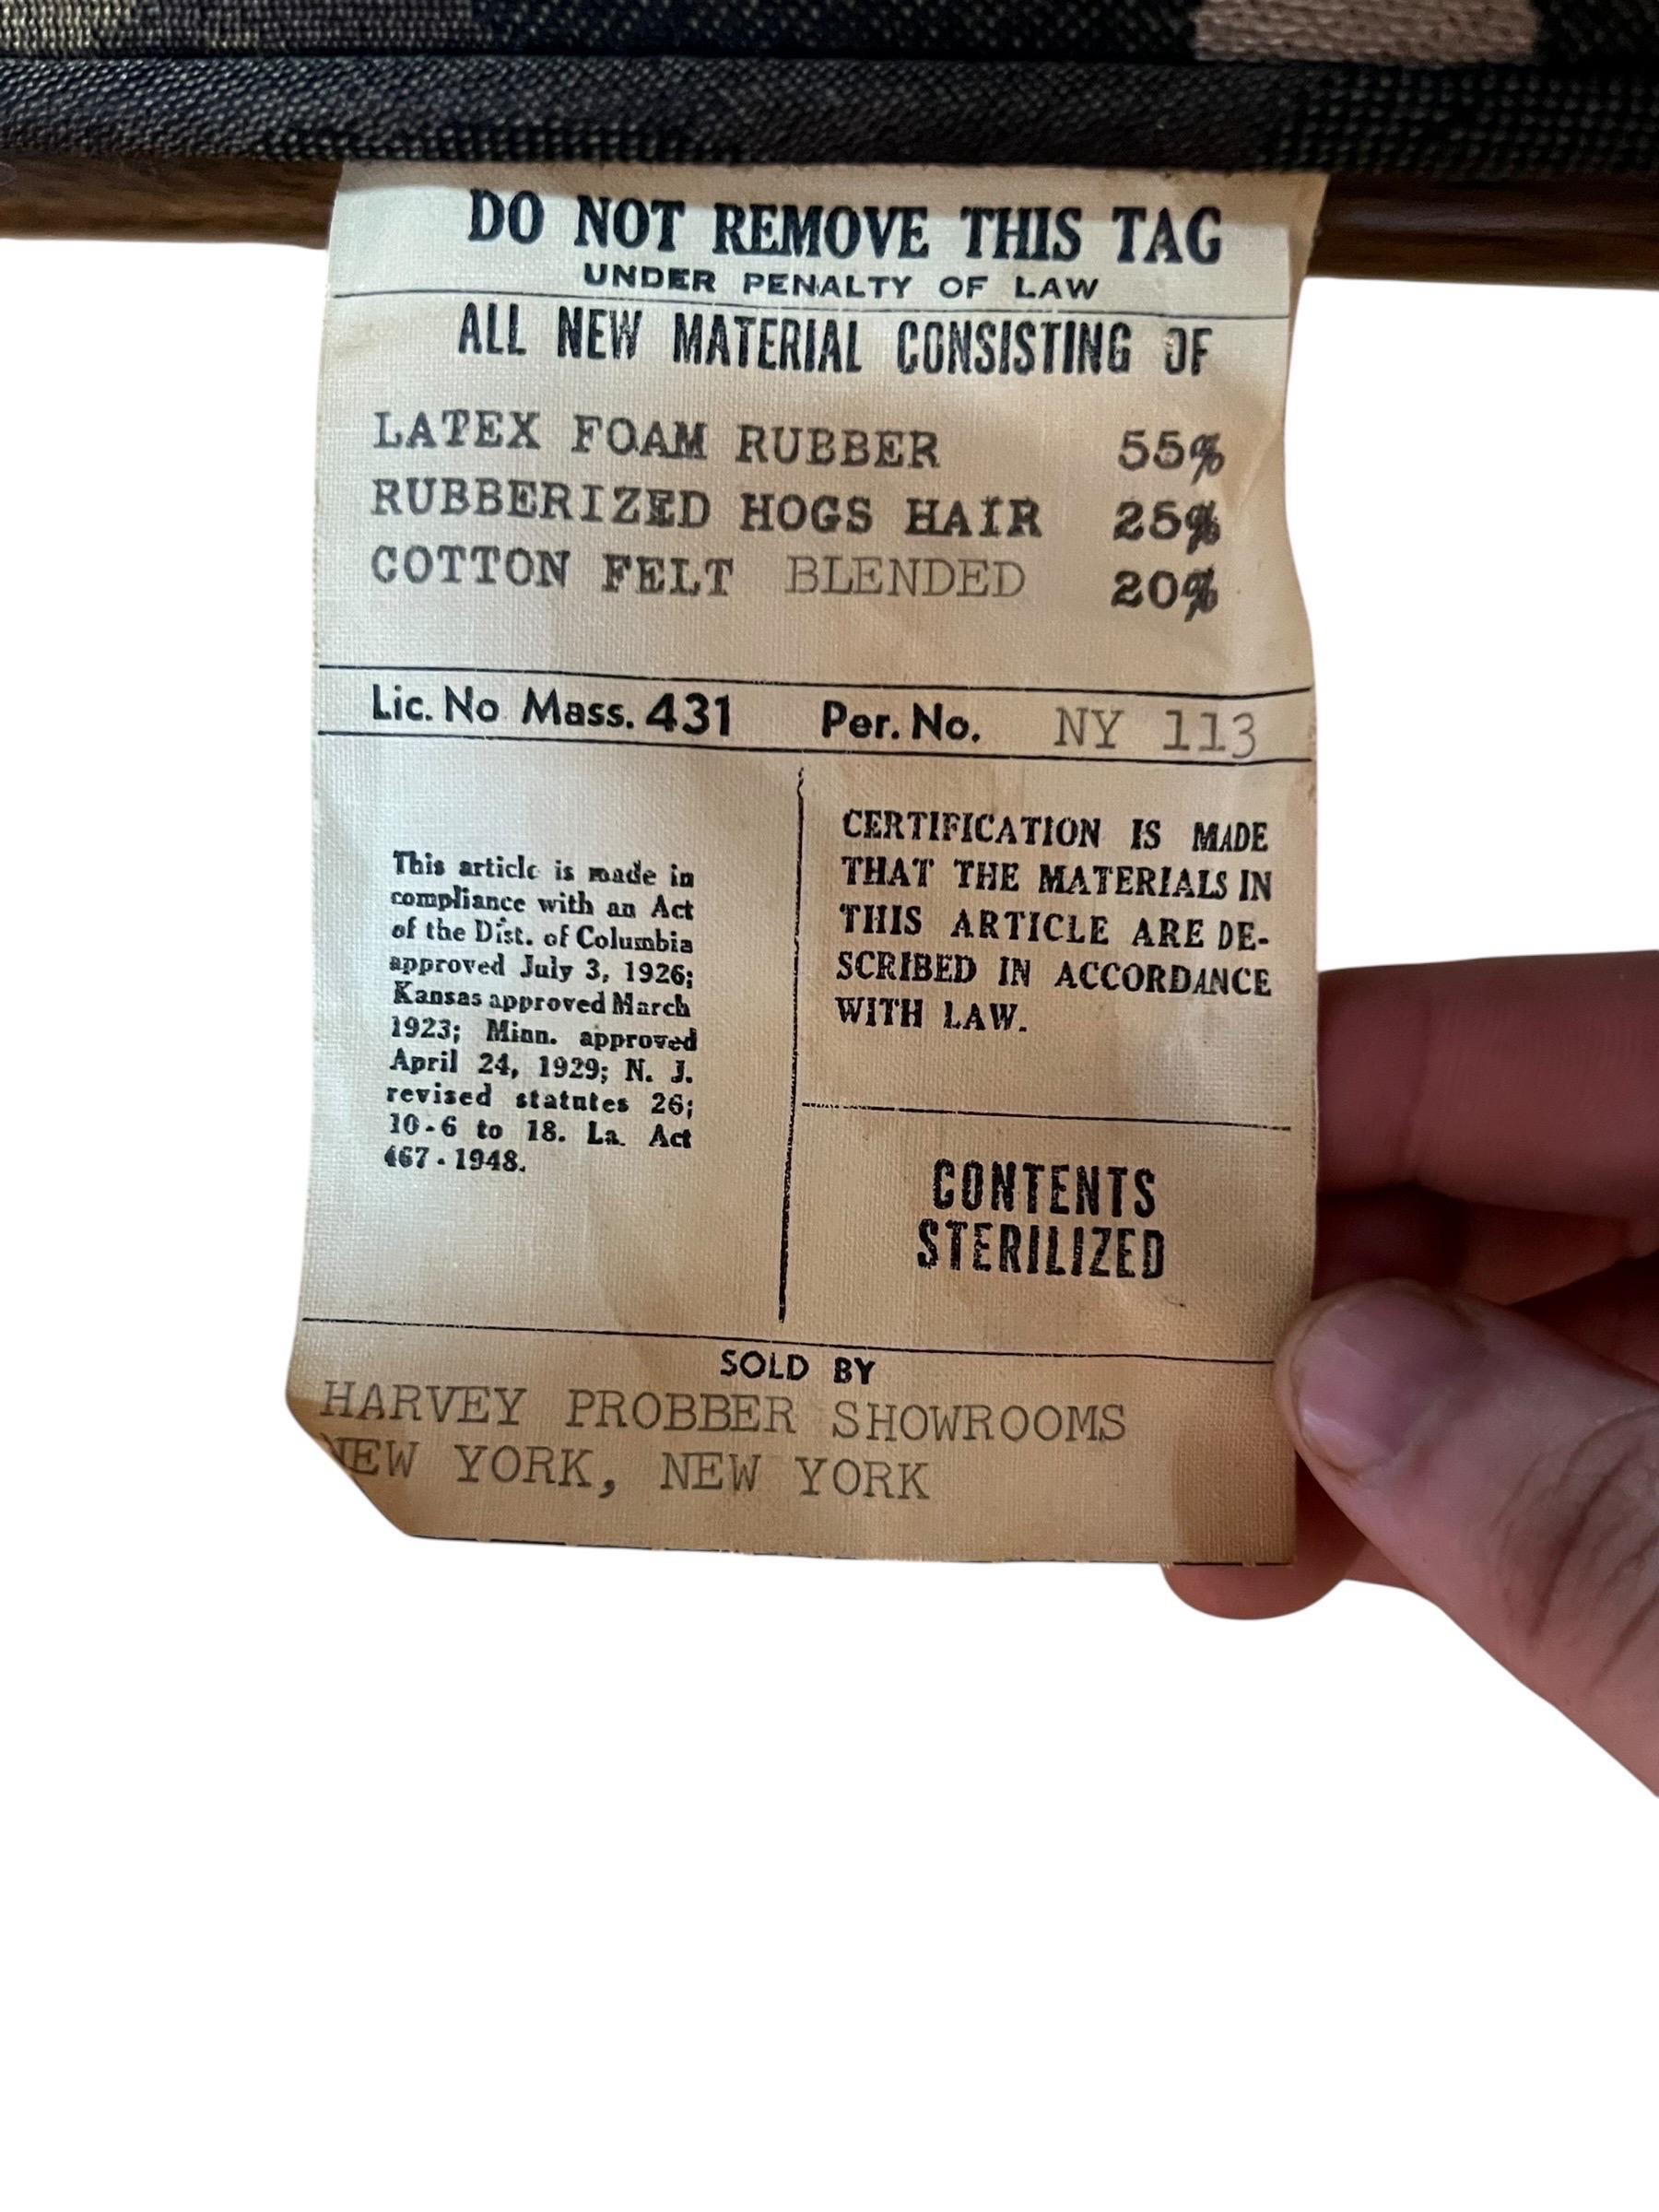 DO NOT REMOVE THIS TAG
UNDER PENALTY OF LAW
ALL NEW MATERIAL CONSISTING OF
LATEX FOAM RUBBER 55%
RUBBERIZED HOGS HAIR 25%
COTTON FELT BLENDED 20%
Lic. No Mass. 431 Per. No. NY 113
This article is made in
compliance with an Act
of the Dist. of Columbia
approved July 3, 1926;
Kansas approved March
1923; Minn. approved
April 24, 1929; N. J.
revised statutes 26;
10-6 to 18. La. Act
467-1948.
CERTIFICATION IS MADE
THAT THE MATERIALS IN
THIS ARTICLE ARE DE-
SCRIBED IN ACCORDANCE
WITH LAW.
CONTENTS
STERILIZED
SOLD BY
HARVEY PROBBER SHOWROOMS
NEW YORK, NEW YORK